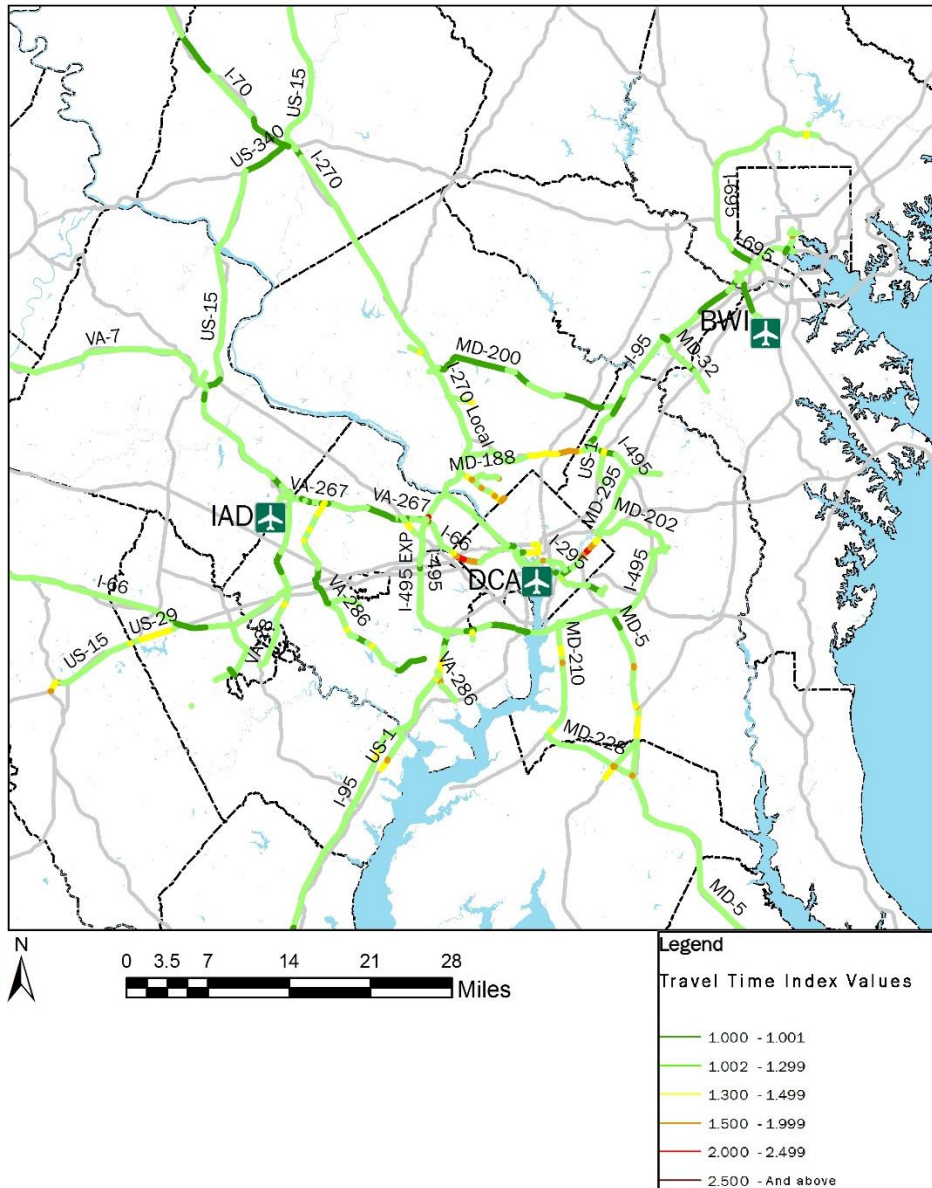 I-70
US-15
US-340
I-270
I-695
I-695
US-15
BWI
VA-7
MD-200
I-95
MD-32
I-270 Local
MD-188
US-1
I-495
MD-295
VA-267
VA-267
MD-202
IAD
I-66
I-295
I-495 EXP
I-495
DCA
I-495
I-66
VA-286
US-29
US-15
MD-5
MD-210
VA-286
US-1
MD-228
I-95
MD-5
N
0 3.5 7 14 21 28
Miles
Legend
Travel Time Index Values
1.000 - 1.001
1.002 - 1.299
1.300 - 1.499
1.500 - 1.999
2.000 - 2.499
2.500 - And above